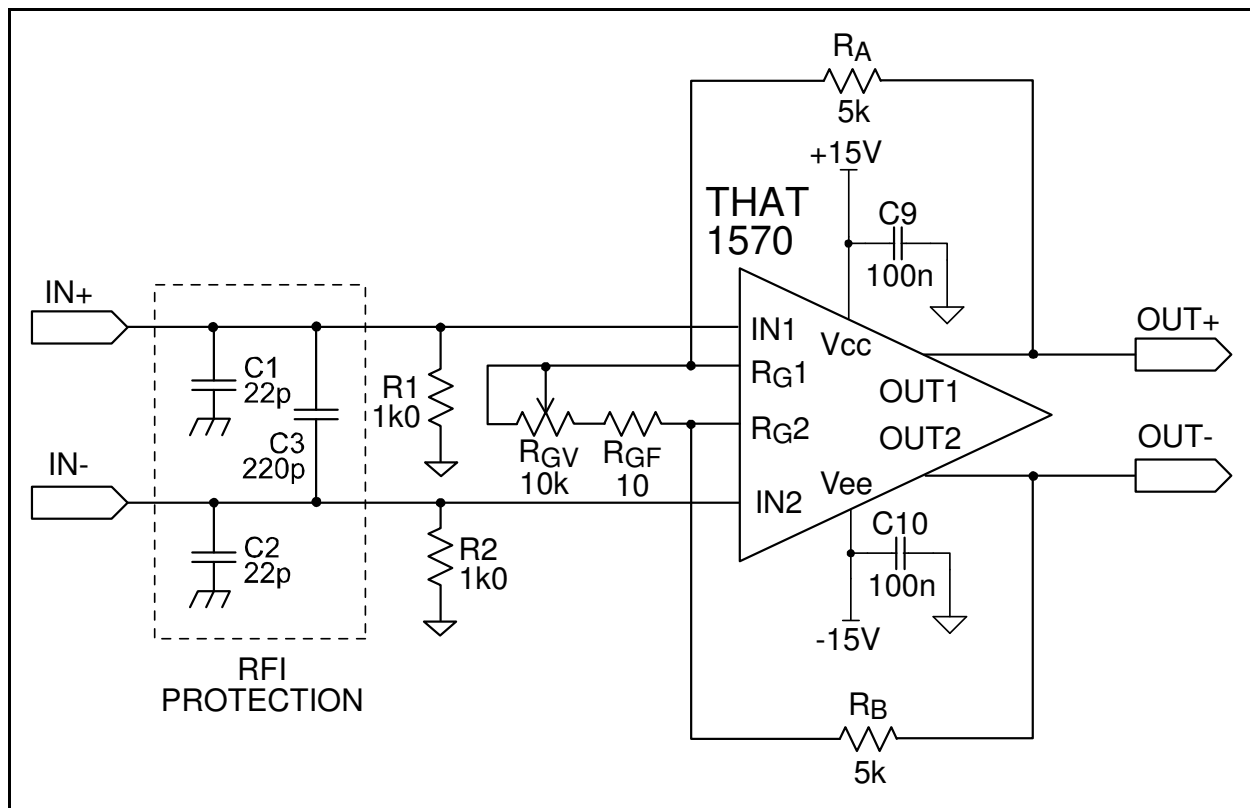 RA
5k
+15V
THAT
1570
C9
100n
IN+
IN1
Vcc
OUT+
C1
22p
R1
1k0
RG1
OUT1
C3
220p
RG2
OUT2
RGV
10k
RGF
10
IN-
OUT-
Vee
IN2
C10
100n
C2
22p
R2
1k0
-15V
RFI
PROTECTION
RB
5k